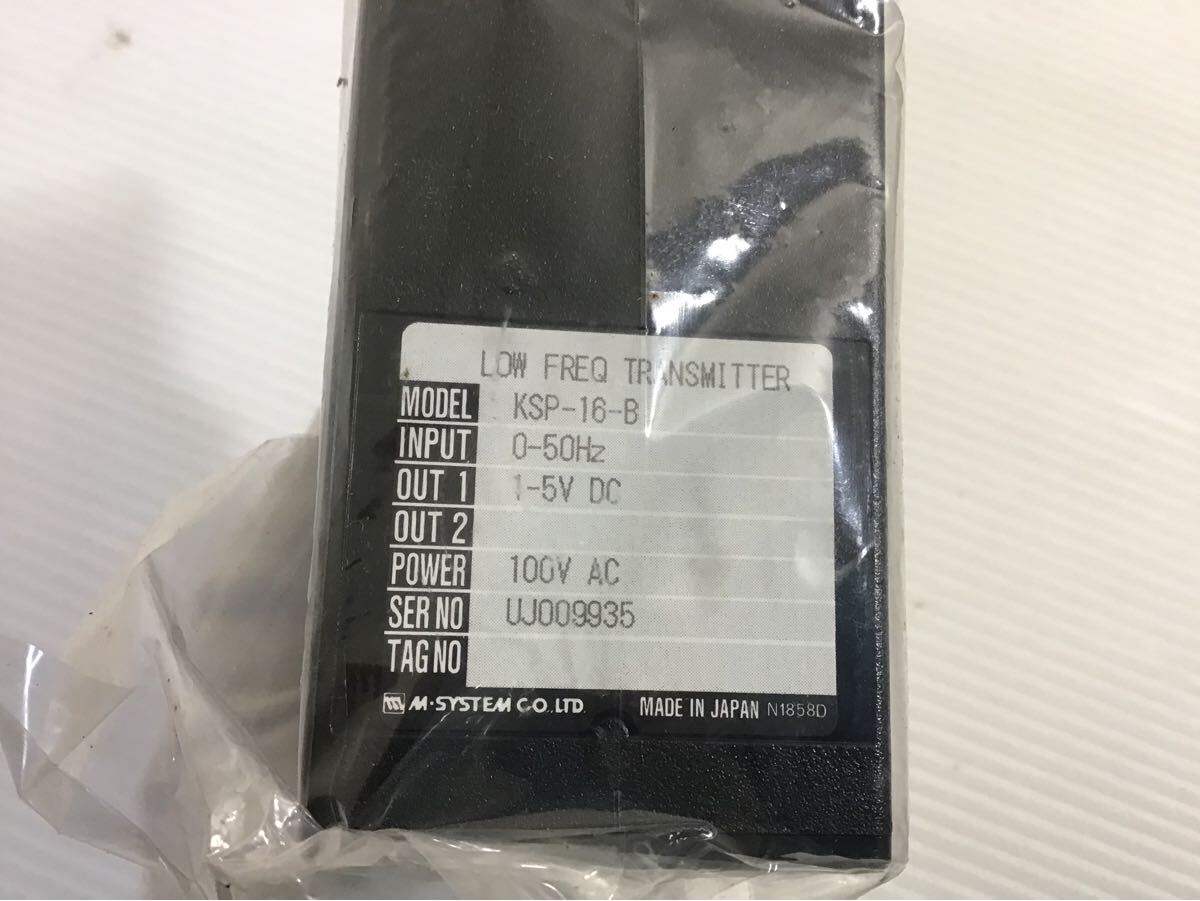 LOW FREQ TRANSMITTER
MODEL KSP-16-B
INPUT 0-50Hz
OUT 1 1-5V DC
OUT 2
POWER 100V AC
SER NO UJ009935
TAG NO
M·SYSTEM CO.,LTD. MADE IN JAPAN N1858D